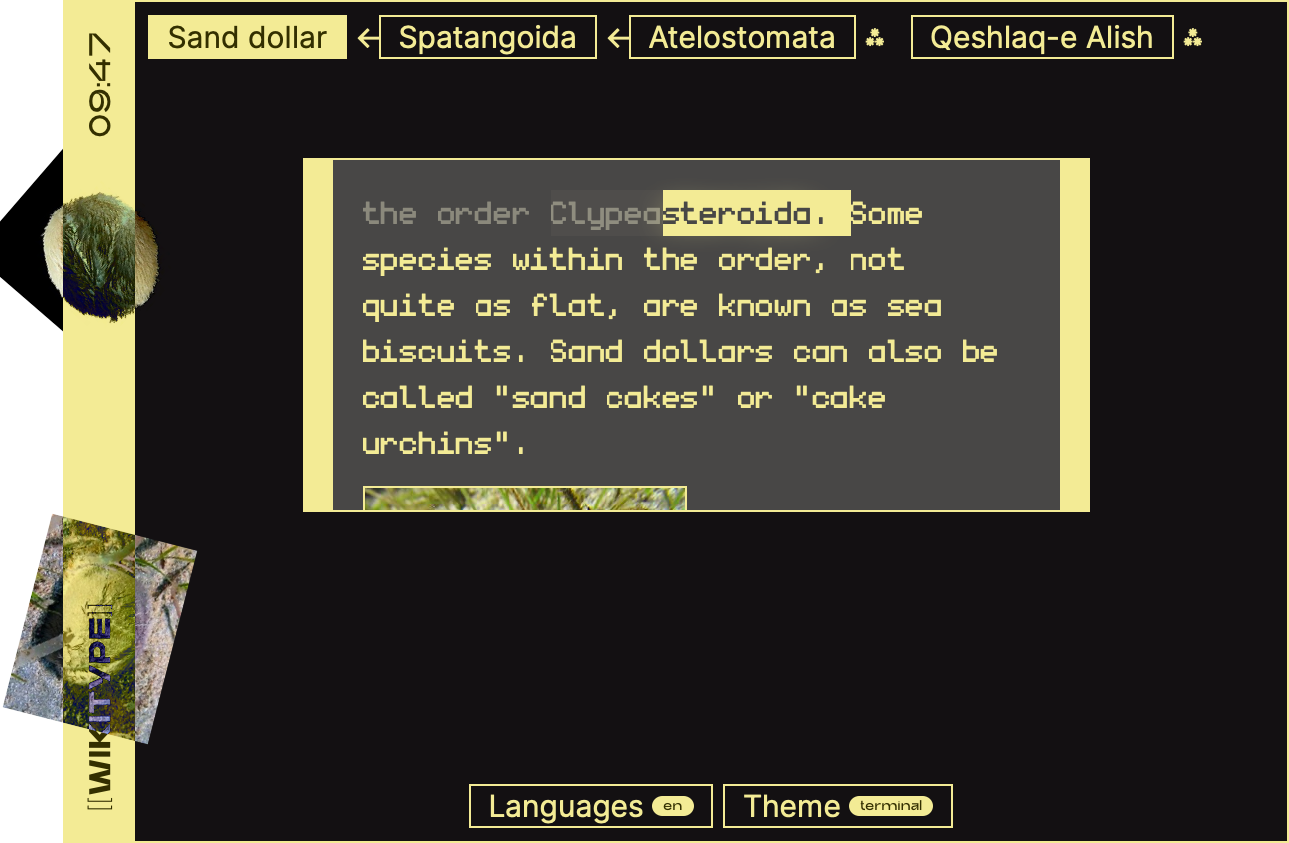 Sand dollar ← Spatangoida ← Atelostomata Qeshlaq-e Alish
09:47
the order Clypeasteroida. Some
species within the order, not
quite as flat, are known as sea
biscuits. Sand dollars can also be
called "sand cakes" or "cake
urchins".
[[WIKITYPE]]
Languages en Theme terminal